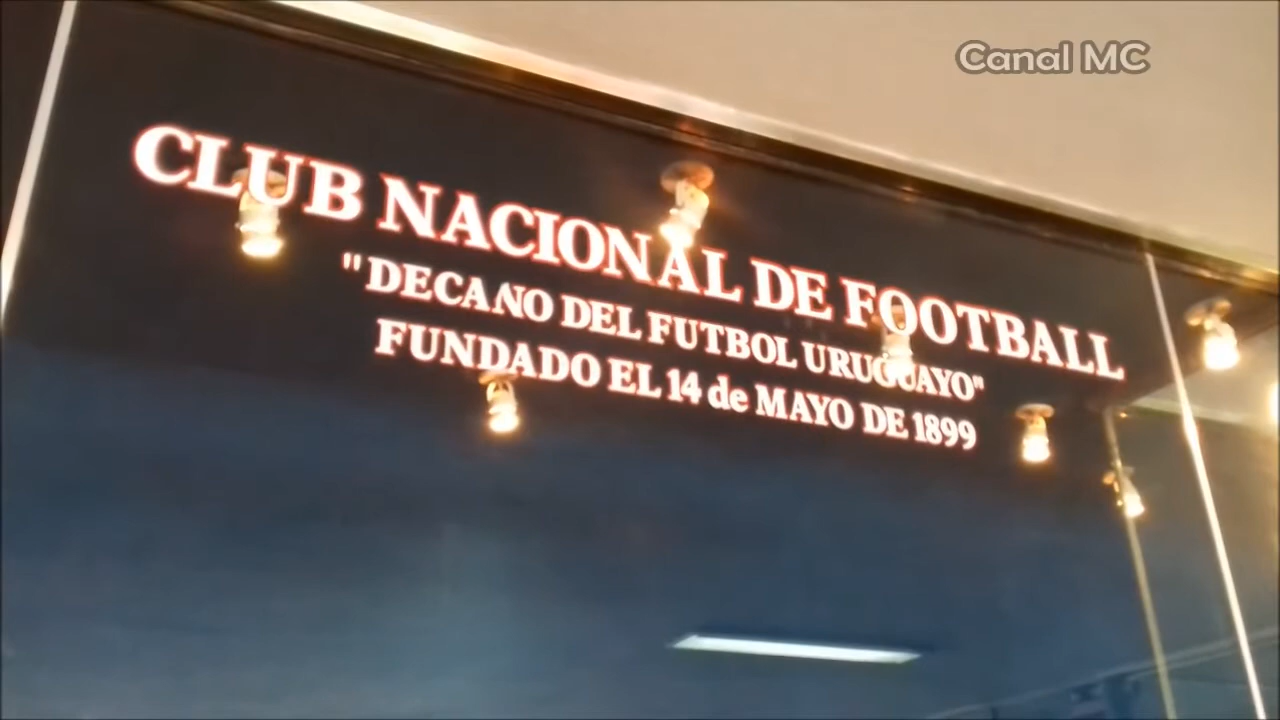 Canal MC
CLUB NACIONAL DE FOOTBALL
"DECANO DEL FUTBOL URUGUAYO"
FUNDADO EL 14 de MAYO DE 1899